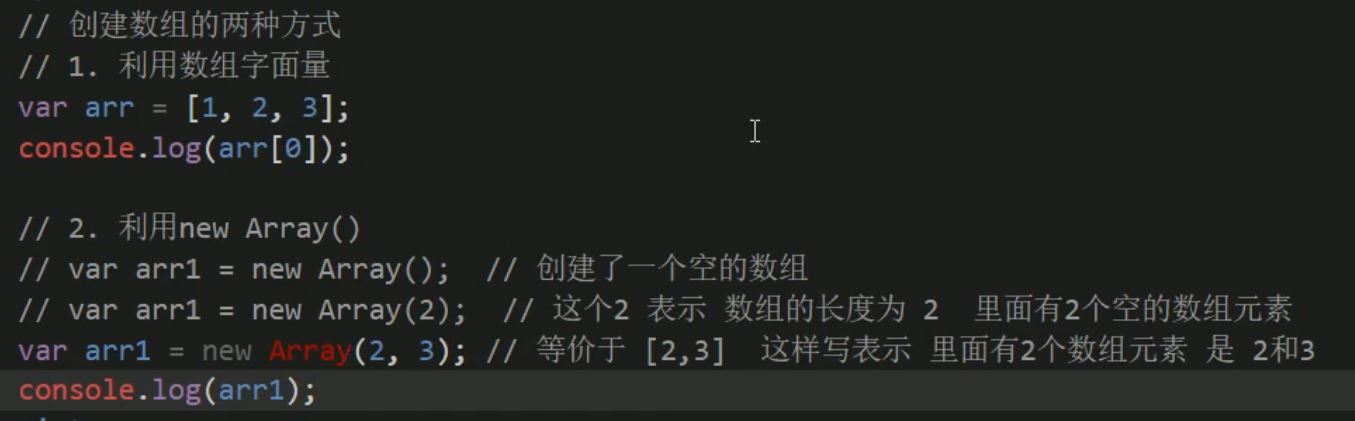 // 创建数组的两种方式
// 1. 利用数组字面量
var arr = [1, 2, 3];
console.log(arr[0]);
// 2. 利用new Array()
// var arr1 = new Array();  // 创建了一个空的数组
// var arr1 = new Array(2);  // 这个2 表示 数组的长度为 2  里面有2个空的数组元素
var arr1 = new Array(2, 3); // 等价于 [2,3]  这样写表示 里面有2个数组元素 是 2和3
console.log(arr1);